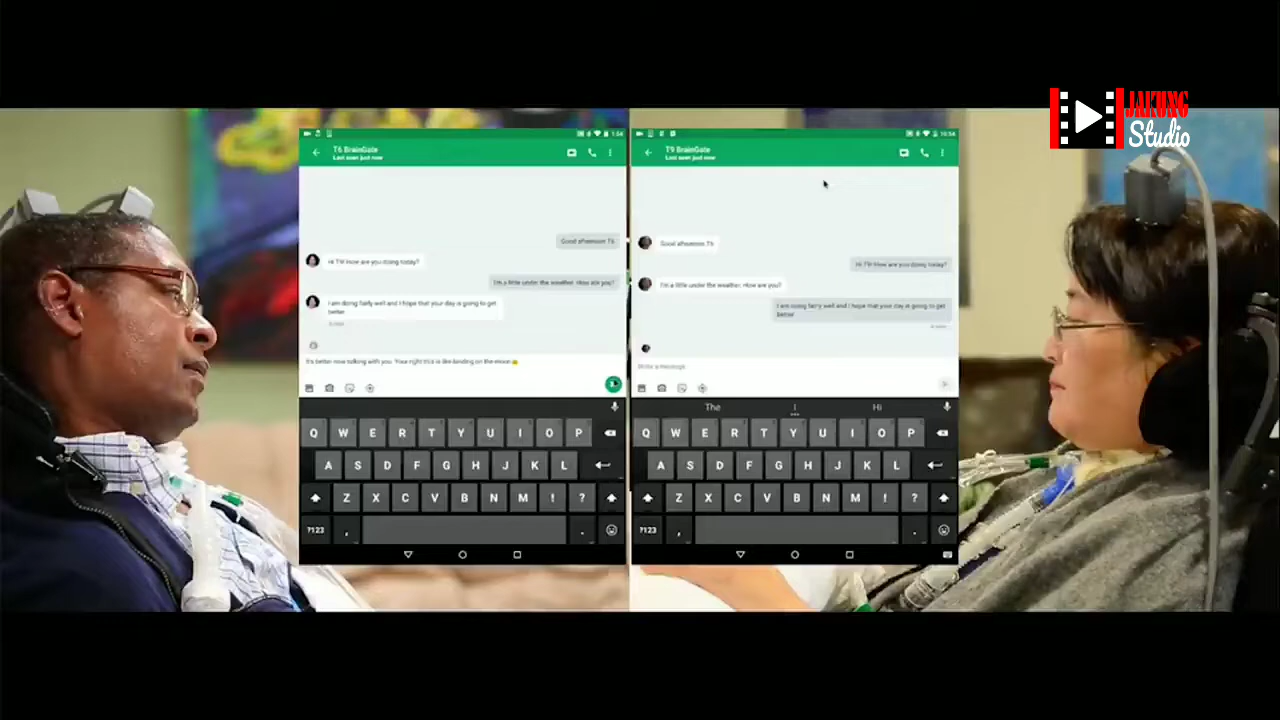 JAKUNG
Studio
1:54
T6 BrainGate
Last seen just now
Good afternoon T6
Hi T9! How are you doing today?
I'm a little under the weather. How are you?
I am doing fairly well and I hope that your day is going to get
better
It's better now talking with you. Your right this is like landing on the moon
Q W E R T Y U I O P
A S D F G H J K L
Z X C V B N M ! ?
?123 , .
10:54
T9 BrainGate
Last seen just now
Good afternoon T6
Hi T9! How are you doing today?
I'm a little under the weather. How are you?
I am doing fairly well and I hope that your day is going to get
better
Write a message
The I Hi
Q W E R T Y U I O P
A S D F G H J K L
Z X C V B N M ! ?
?123 , .